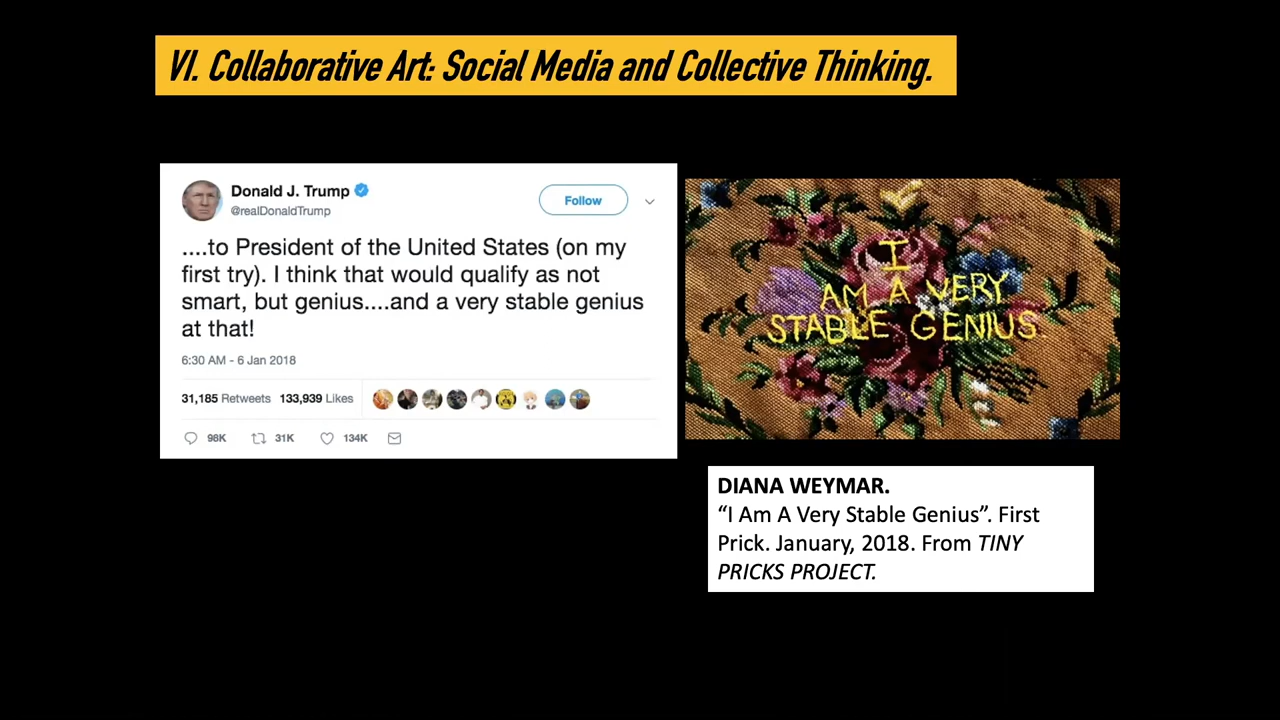 VI. Collaborative Art: Social Media and Collective Thinking.
Donald J. Trump
@realDonaldTrump
Follow
....to President of the United States (on my
first try). I think that would qualify as not
smart, but genius....and a very stable genius
at that!
6:30 AM - 6 Jan 2018
31,185 Retweets 133,939 Likes
98K 31K 134K
I
AM A VERY
STABLE GENIUS
DIANA WEYMAR.
“I Am A Very Stable Genius”. First
Prick. January, 2018. From TINY
PRICKS PROJECT.